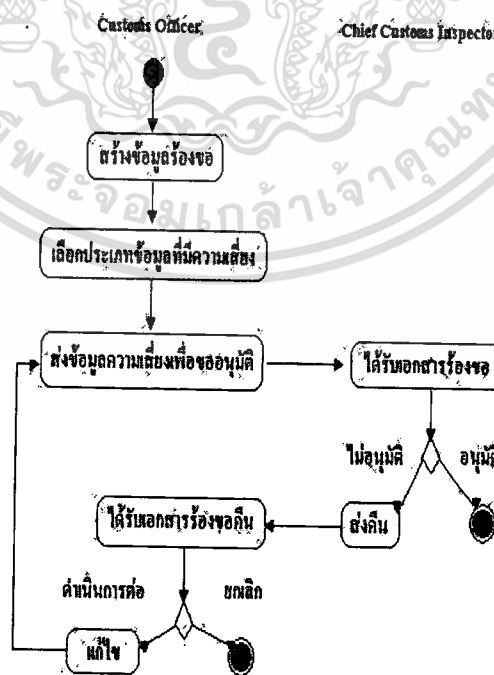 Customs Officer
Chief Customs Inspector
สร้างข้อมูลร้องขอ
เลือกประเภทข้อมูลที่มีความเสี่ยง
ส่งข้อมูลความเสี่ยงเพื่อขออนุมัติ
ได้รับเอกสารร้องขอ
ไม่อนุมัติ
อนุมัติ
ได้รับเอกสารร้องขอคืน
ส่งคืน
ดำเนินการต่อ
ยกเลิก
แก้ไข